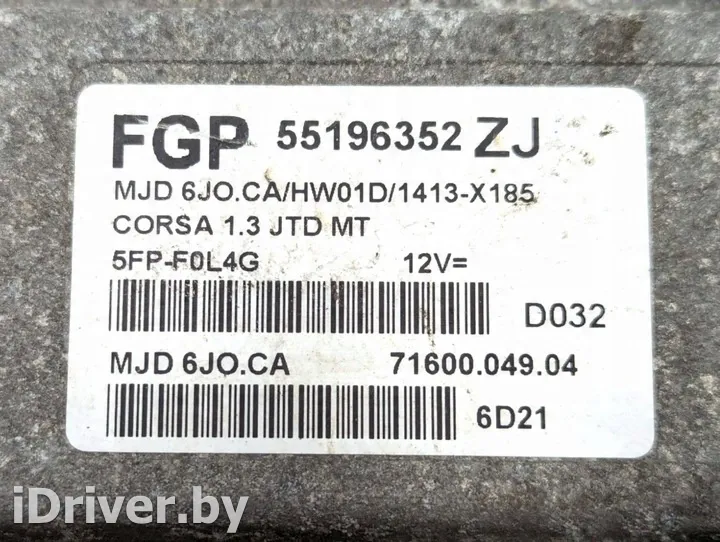 FGP 55196352 ZJ
MJD 6JO.CA/HW01D/1413-X185
CORSA 1.3 JTD MT
5FP-F0L4G 12V=
D032
MJD 6JO.CA 71600.049.04
6D21
iDriver.by